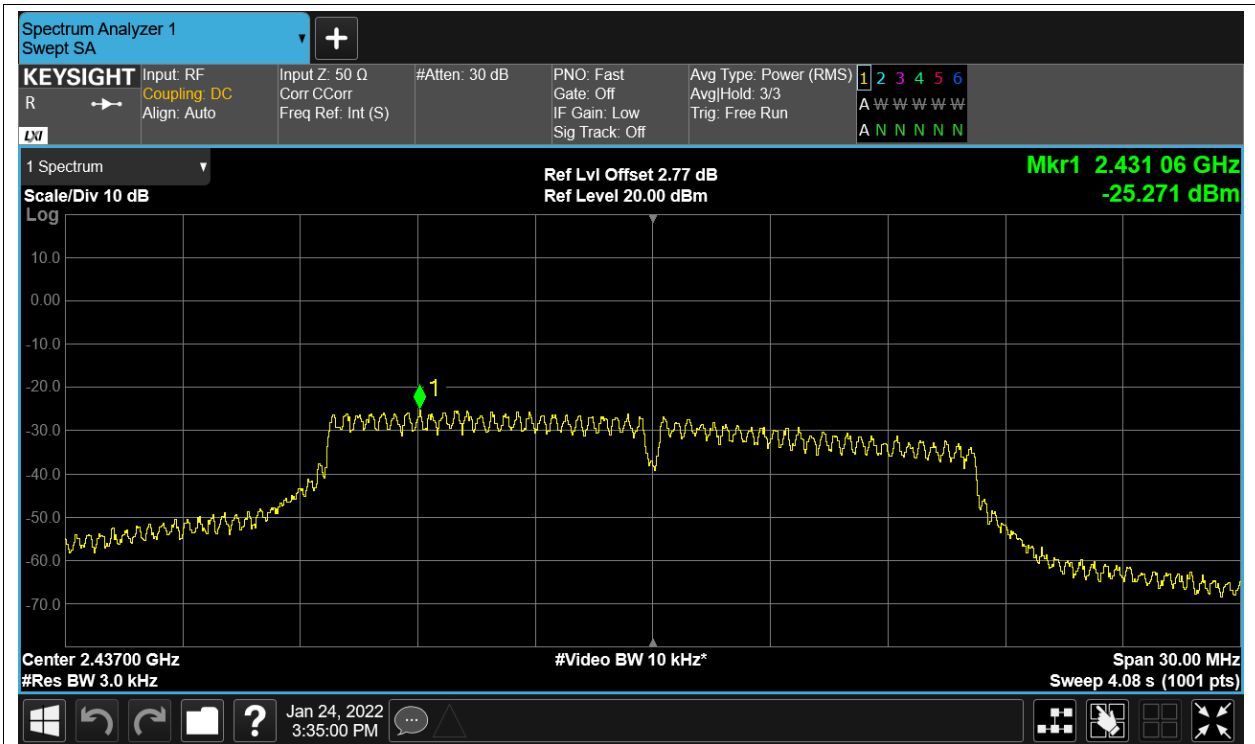 Spectrum Analyzer 1
Swept SA
KEYSIGHT
R
LXI
Input: RF
Coupling: DC
Align: Auto
Input Z: 50 Ω
Corr CCorr
Freq Ref: Int (S)
#Atten: 30 dB
PNO: Fast
Gate: Off
IF Gain: Low
Sig Track: Off
Avg Type: Power (RMS)
Avg|Hold: 3/3
Trig: Free Run
1 2 3 4 5 6
A W W W W W
A N N N N N
1 Spectrum
Scale/Div 10 dB
Ref Lvl Offset 2.77 dB
Ref Level 20.00 dBm
Mkr1 2.431 06 GHz
-25.271 dBm
Log
10.0
0.00
-10.0
-20.0
-30.0
-40.0
-50.0
-60.0
-70.0
1
Center 2.43700 GHz
#Res BW 3.0 kHz
#Video BW 10 kHz*
Span 30.00 MHz
Sweep 4.08 s (1001 pts)
?
Jan 24, 2022
3:35:00 PM